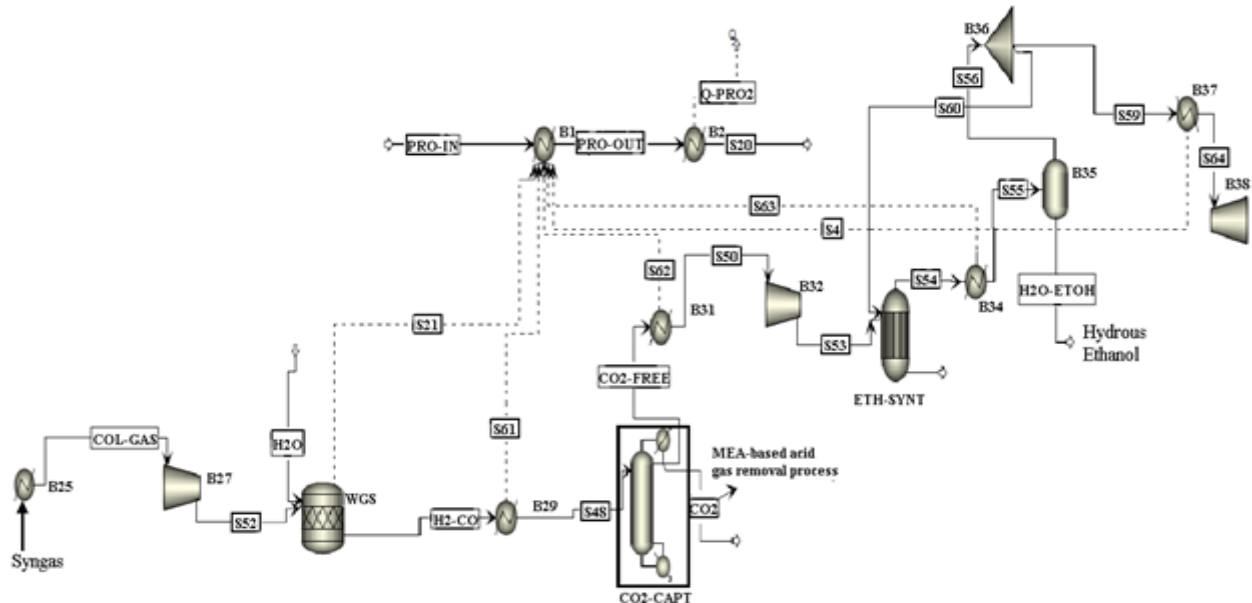 B36
Q
S56
Q-PRO2
B37
S60
S59
B1
B2
PRO-IN
PRO-OUT
S20
S64
B35
S55
B38
S63
S4
S62
S50
B32
S54
H2O-ETOH
B34
B31
S21
S53
Hydrous
Ethanol
CO2-FREE
ETH-SYNT
S61
H2O
COL-GAS
MEA-based acid
gas removal process
B27
B25
WGS
CO2
H2-CO
B29
S48
S52
Syngas
CO2-CAPT